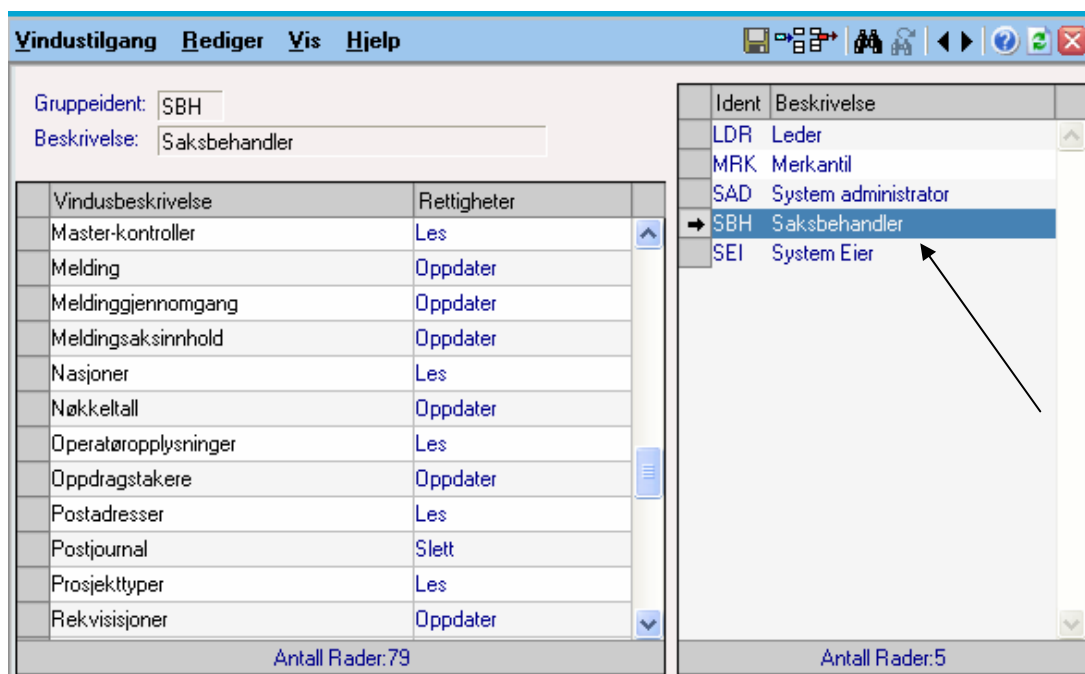 Vindustilgang Rediger Vis Hjelp
Gruppeident: SBH
Beskrivelse: Saksbehandler
Vindusbeskrivelse Rettigheter
Master-kontroller Les
Melding Oppdater
Meldinggjennomgang Oppdater
Meldingsaksinnhold Oppdater
Nasjoner Les
Nøkkeltall Oppdater
Operatøropplysninger Les
Oppdragstakere Oppdater
Postadresser Les
Postjournal Slett
Prosjekttyper Les
Rekvisisjoner Oppdater
Antall Rader:79
Ident Beskrivelse
LDR Leder
MRK Merkantil
SAD System administrator
SBH Saksbehandler
SEI System Eier
Antall Rader:5